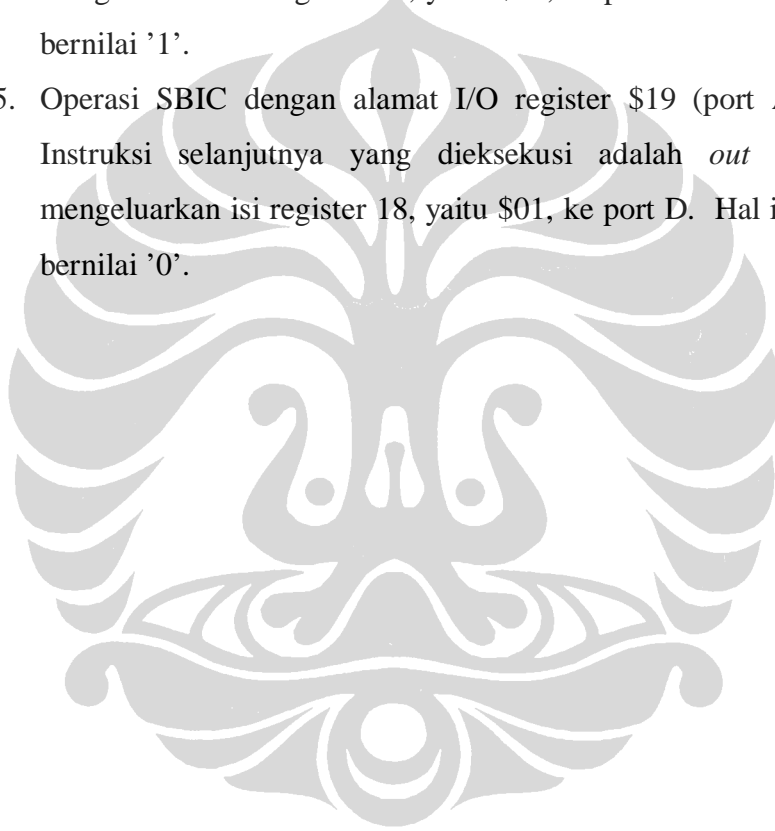 bernilai ’1’.
5. Operasi SBIC dengan alamat I/O register $19 (port
Instruksi selanjutnya yang dieksekusi adalah out
mengeluarkan isi register 18, yaitu $01, ke port D. Hal
bernilai ’0’.